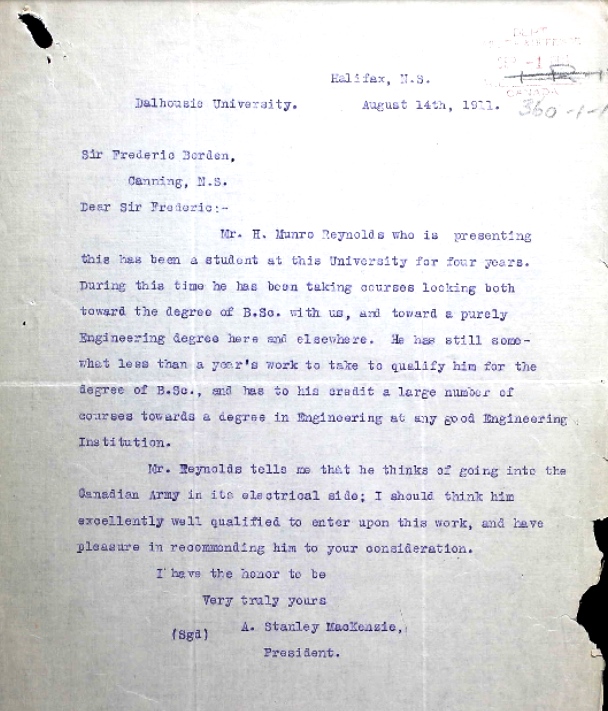 DEPT
CANADA
360-1-1
Halifax, N.S.
Dalhousie University. August 14th, 1911.
Sir Frederic Borden,
Canning, N.S.
Dear Sir Frederic:-
Mr. H. Munro Reynolds who is presenting
this has been a student at this University for four years.
During this time he has been taking courses looking both
toward the degree of B.Sc. with us, and toward a purely
Engineering degree here and elsewhere. He has still some-
what less than a year's work to take to qualify him for the
degree of B.Sc., and has to his credit a large number of
courses towards a degree in Engineering at any good Engineering
Institution.
Mr. Reynolds tells me that he thinks of going into the
Canadian Army in its electrical side; I should think him
excellently well qualified to enter upon this work, and have
pleasure in recommending him to your consideration.
I have the honor to be
Very truly yours
(Sgd) A. Stanley MacKenzie,
President.